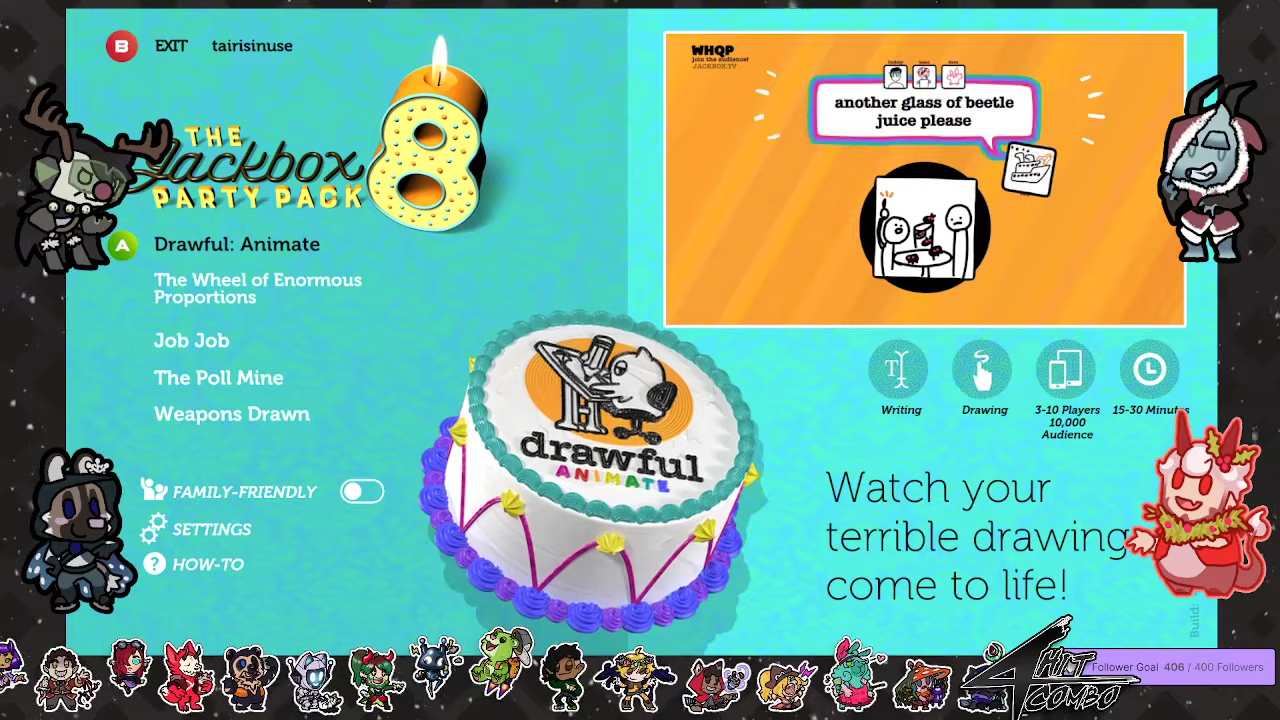 B EXIT tairisinuse
THE
Jackbox
PARTY PACK
8
A Drawful: Animate
The Wheel of Enormous
Proportions
Job Job
The Poll Mine
Weapons Drawn
FAMILY-FRIENDLY
SETTINGS
? HOW-TO
drawful
ANIMATE
WHQP
join the audience!
JACKBOX.TV
another glass of beetle
juice please
T
Writing
Drawing
3-10 Players
10,000
Audience
15-30 Minutes
Watch your
terrible drawing
come to life!
Build:
4 HIT
COMBO
Follower Goal 406 / 400 Followers